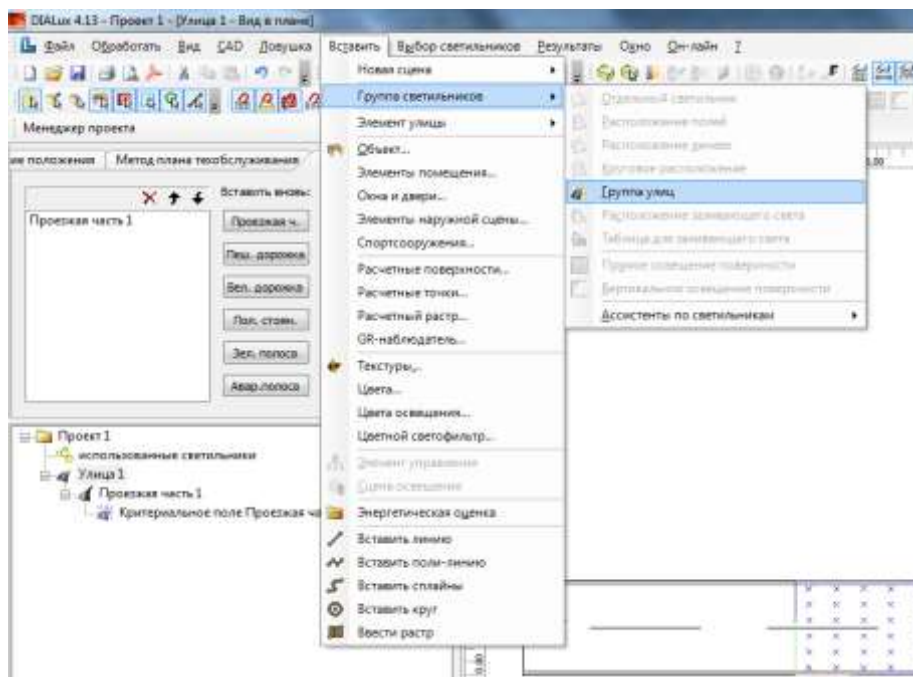 DIALux 4.13 - Проект 1 - [Улица 1 - Вид в плане]
Файл Обработать Вид CAD Ловушка Вставить Выбор светильников Результаты Окно Он-лайн ?
Менеджер проекта
ие положения Метод плана техобслуживания
Вставить вновь:
Проезжая часть 1
Проезжая ч.
Пеш. дорожка
Вел. дорожка
Пол. стоян.
Зел. полоса
Авар.полоса
Проект 1
использованные светильники
Улица 1
Проезжая часть 1
Критериальное поле Проезжая ча
Новая сцена
Группа светильников
Элемент улицы
Объект...
Элементы помещения...
Окна и двери...
Элементы наружной сцены...
Спортсооружения...
Расчетные поверхности...
Расчетные точки...
Расчетный растр...
GR-наблюдатель...
Текстуры...
Цвета...
Цвета освещения...
Цветной светофильтр...
Элемент управления
Сцена освещения
Энергетическая оценка
Вставить линию
Вставить поли-линию
Вставить сплайны
Вставить круг
Ввести растр
Отдельный светильник
Расположение полей
Расположение линией
Круговое расположение
Группа улиц
Расположение заливающего света
Таблица для заливающего света
Прямое освещение поверхности
Вертикальное освещение поверхности
Ассистенты по светильникам